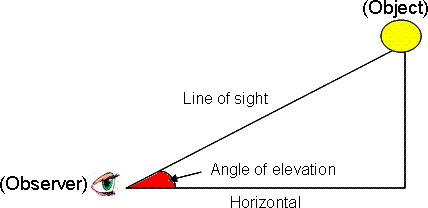 (Object)
Line of sight
Angle of elevation
(Observer)
Horizontal